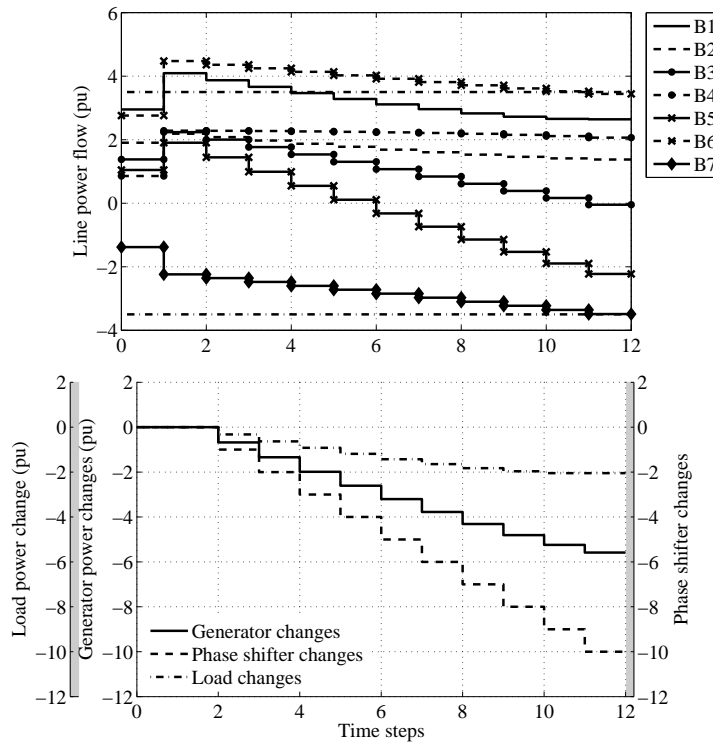 6
4
2
0
−2
−4
Line power flow (pu)
0 2 4 6 8 10 12
B1
B2
B3
B4
B5
B6
B7
2
0
−2
−4
−6
−8
−10
−12
Load power change (pu)
2
0
−2
−4
−6
−8
−10
−12
Generator power changes (pu)
Generator changes
Phase shifter changes
Load changes
0 2 4 6 8 10 12
Time steps
2
0
−2
−4
−6
−8
−10
−12
Phase shifter changes